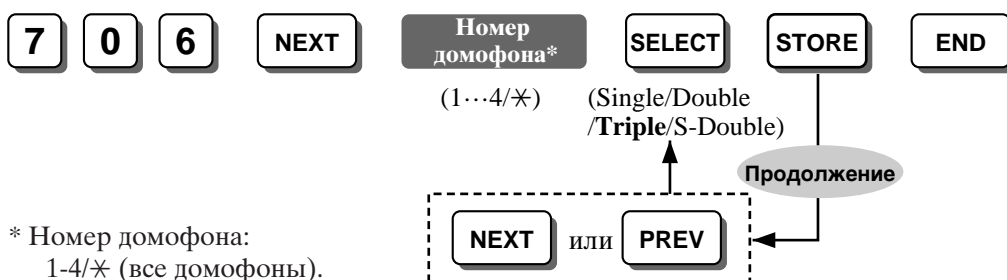 7 0 6 NEXT Номер домофона* SELECT STORE END
(1···4/✳) (Single/Double
/Triple/S-Double)
Продолжение
NEXT или PREV
* Номер домофона:
1-4/✳ (все домофоны).